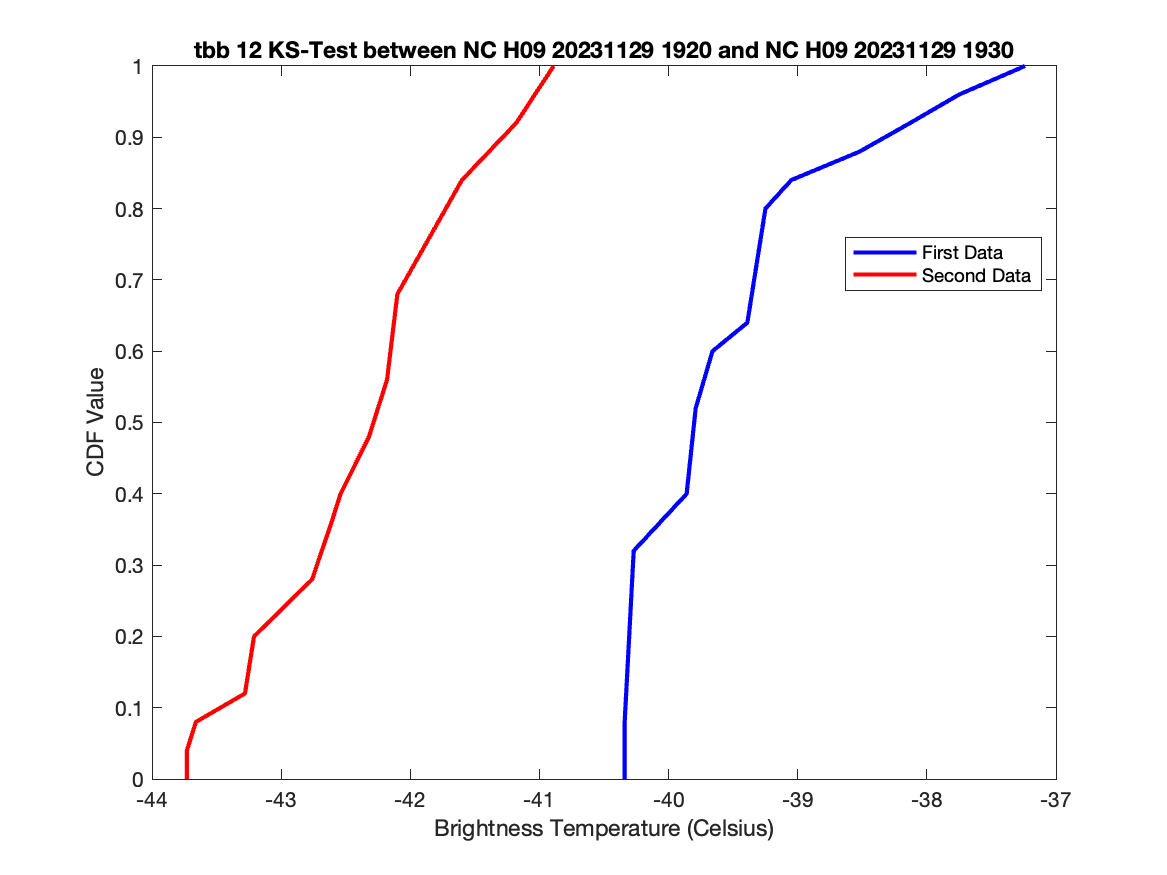 tbb 12 KS-Test between NC H09 20231129 1920 and NC H09 20231129 1930
1
0.9
0.8
0.7
0.6
0.5
0.4
0.3
0.2
0.1
0
CDF Value
First Data
Second Data
-44 -43 -42 -41 -40 -39 -38 -37
Brightness Temperature (Celsius)